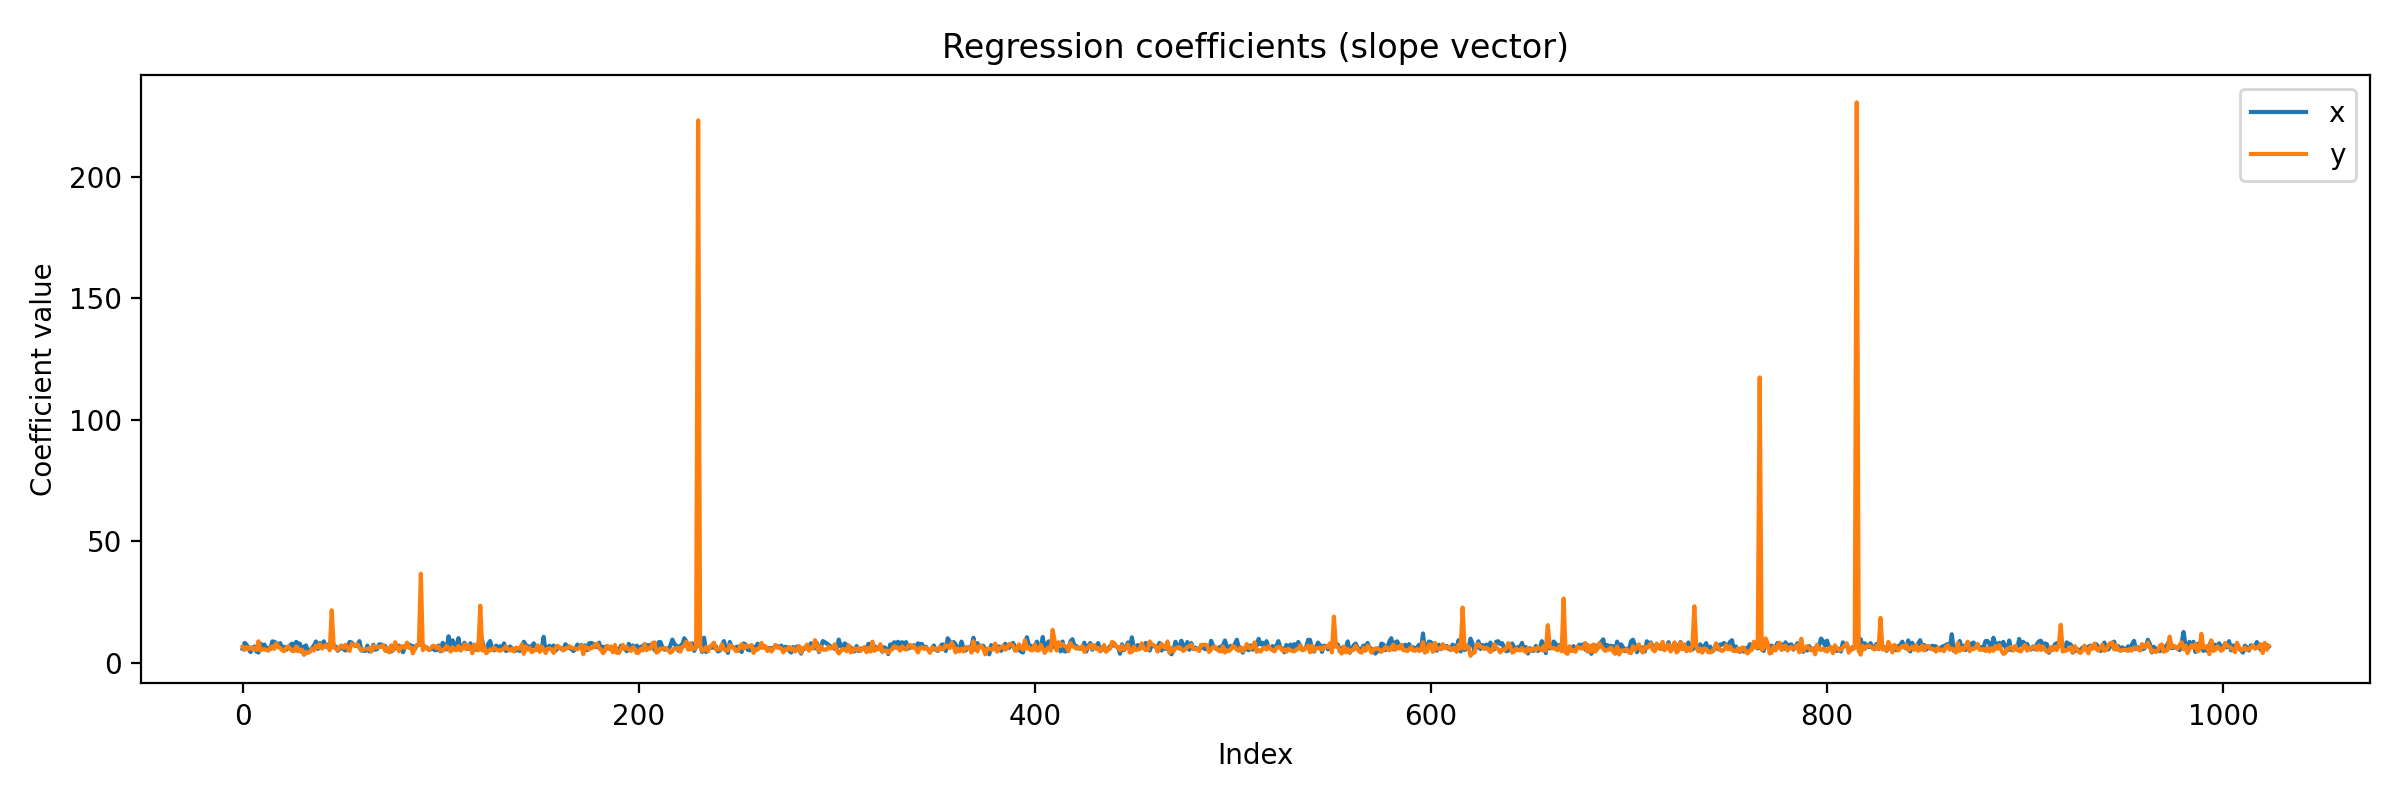 Regression coefficients (slope vector)
x
y
Coefficient value
200
150
100
50
0
0 200 400 600 800 1000
Index